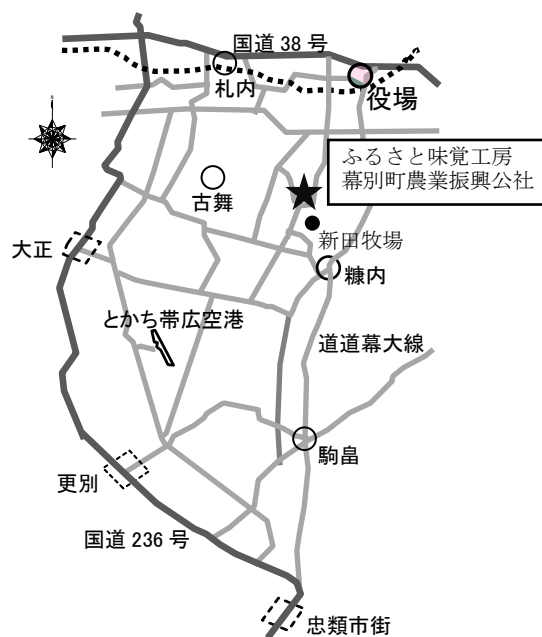 国道 38 号
札内
役場
ふるさと味覚工房
幕別町農業振興公社
古舞
新田牧場
大正
糠内
とかち帯広空港
道道幕大線
駒畠
更別
国道 236 号
忠類市街